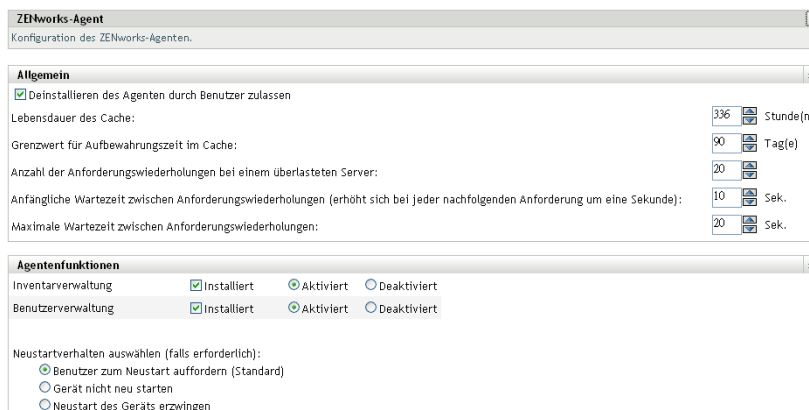 ZENworks-Agent
Konfiguration des ZENworks-Agenten.
Allgemein
Deinstallieren des Agenten durch Benutzer zulassen
Lebensdauer des Cache: 336 Stunde(n
Grenzwert für Aufbewahrungszeit im Cache: 90 Tag(e)
Anzahl der Anforderungswiederholungen bei einem überlasteten Server: 20
Anfängliche Wartezeit zwischen Anforderungswiederholungen (erhöht sich bei jeder nachfolgenden Anforderung um eine Sekunde): 10 Sek.
Maximale Wartezeit zwischen Anforderungswiederholungen: 20 Sek.
Agentenfunktionen
Inventarverwaltung Installiert Aktiviert Deaktiviert
Benutzerverwaltung Installiert Aktiviert Deaktiviert
Neustartverhalten auswählen (falls erforderlich):
Benutzer zum Neustart auffordern (Standard)
Gerät nicht neu starten
Neustart des Geräts erzwingen